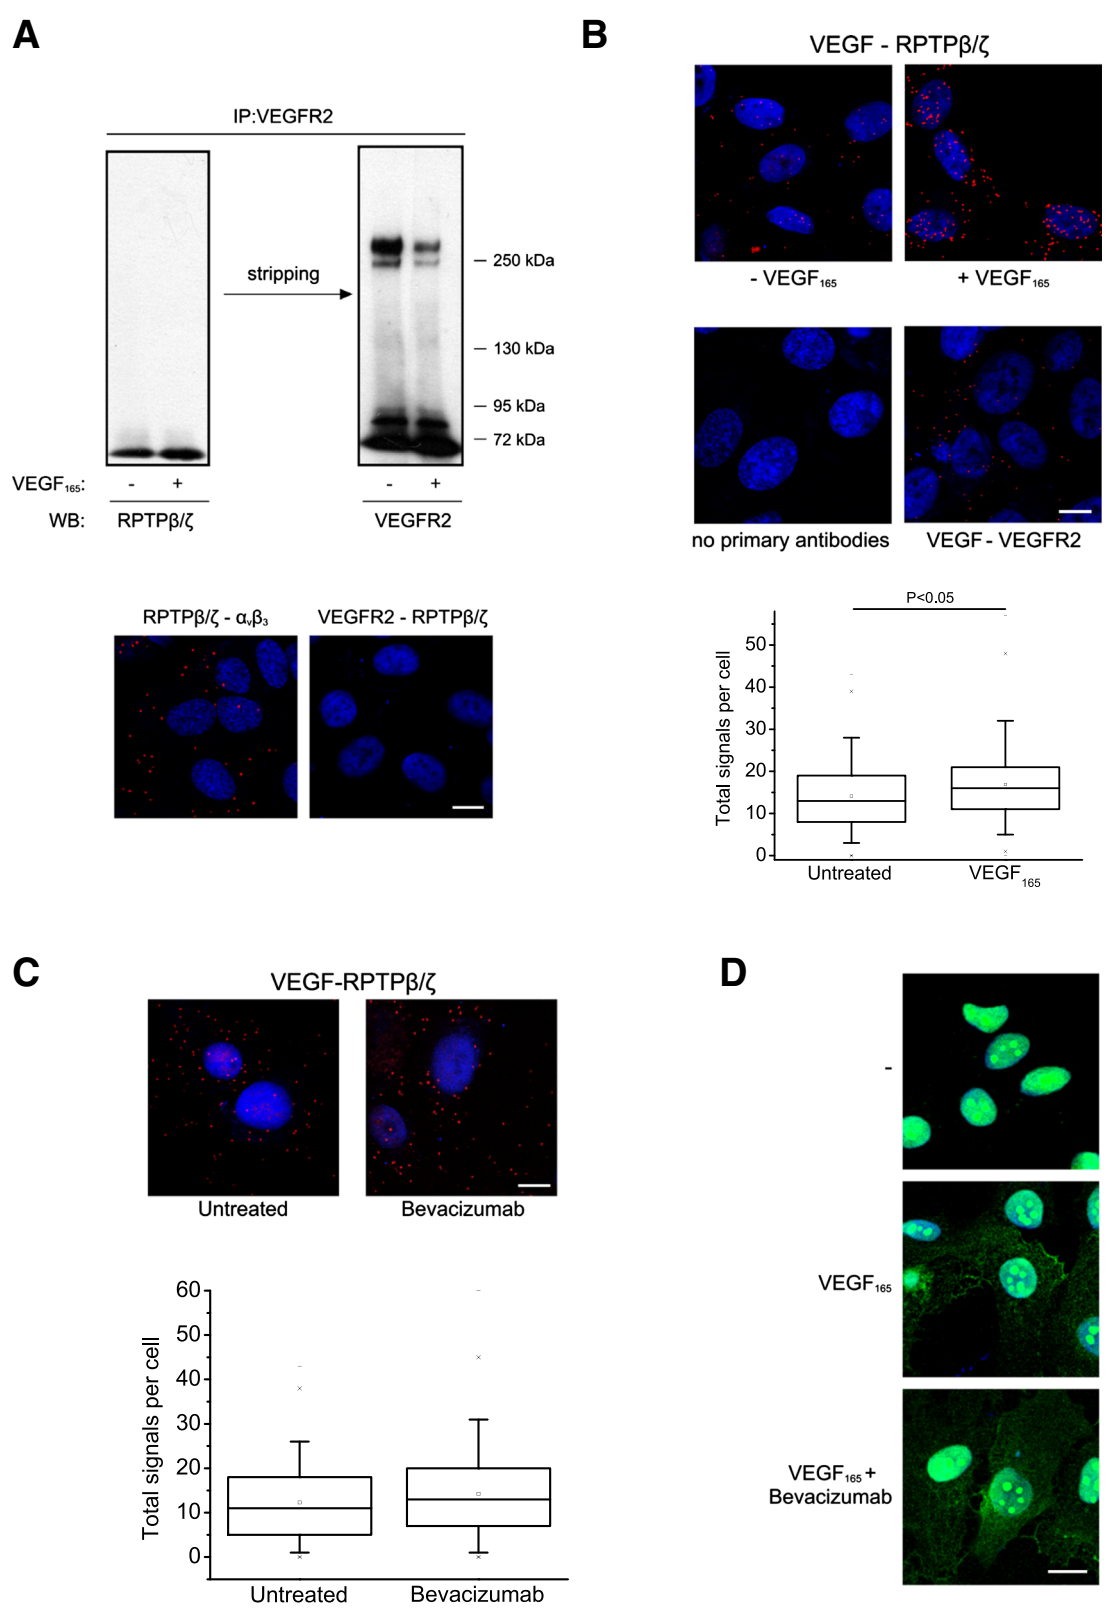 A
IP:VEGFR2
stripping
250 kDa
130 kDa
95 kDa
72 kDa
VEGF₁₆₅: - + - +
WB: RPTPβ/ζ VEGFR2
RPTPβ/ζ - αᵥβ₃ VEGFR2 - RPTPβ/ζ
B
VEGF - RPTPβ/ζ
- VEGF₁₆₅ + VEGF₁₆₅
no primary antibodies VEGF - VEGFR2
P<0.05
Total signals per cell
50
40
30
20
10
0
Untreated VEGF₁₆₅
C
VEGF-RPTPβ/ζ
Untreated Bevacizumab
Total signals per cell
60
50
40
30
20
10
0
Untreated Bevacizumab
D
-
VEGF₁₆₅
VEGF₁₆₅ +
Bevacizumab